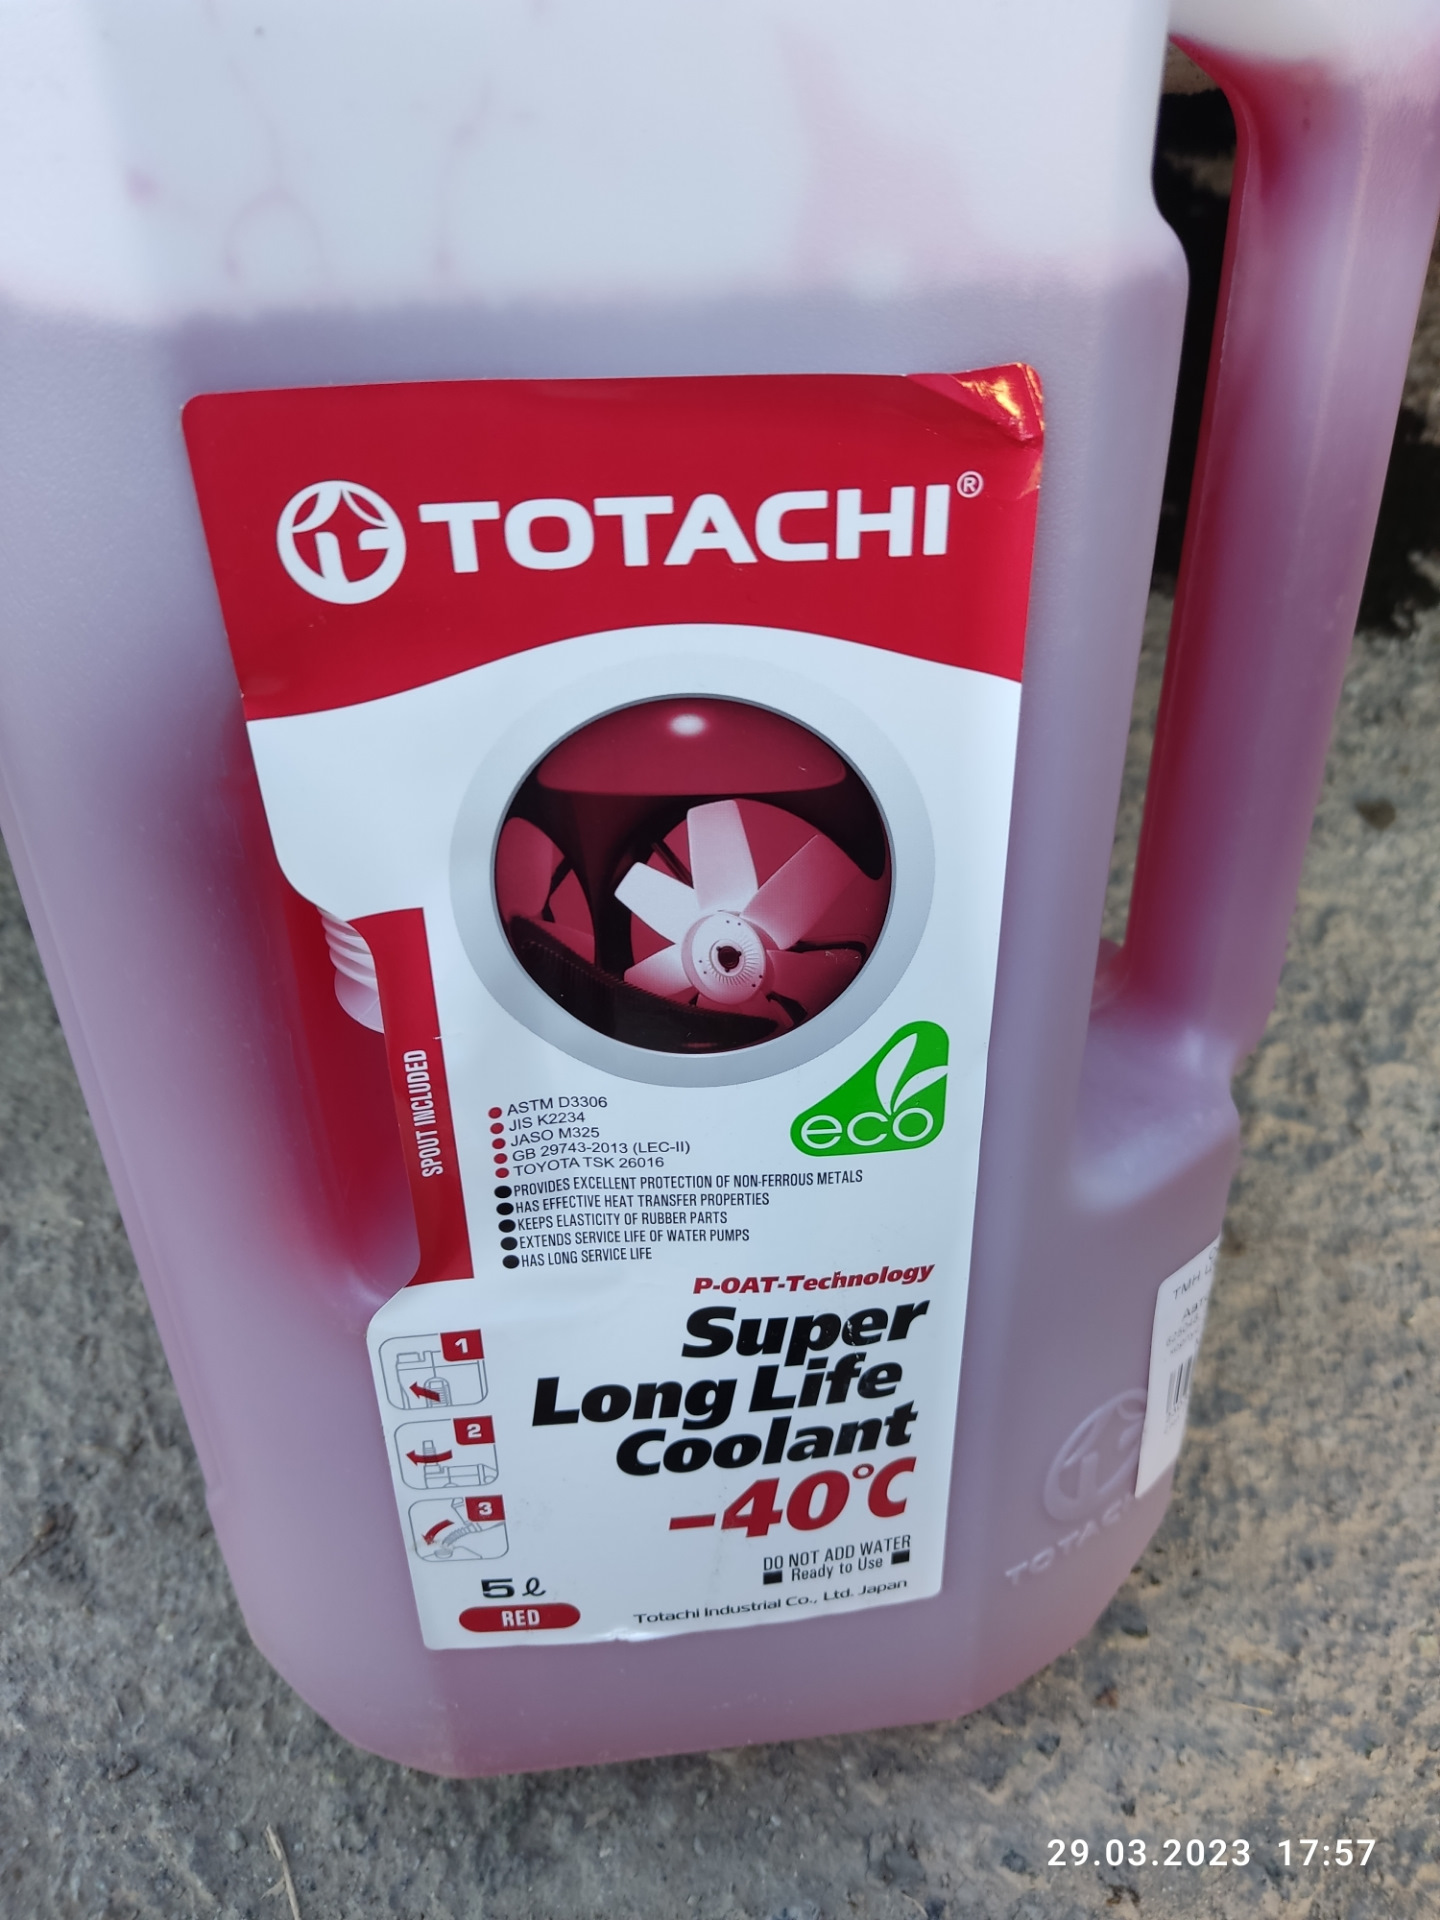 TOTACHI®
SPOUT INCLUDED
eco
ASTM D3306
JIS K2234
JASO M325
GB 29743-2013 (LEC-II)
TOYOTA TSK 26016
PROVIDES EXCELLENT PROTECTION OF NON-FERROUS METALS
HAS EFFECTIVE HEAT TRANSFER PROPERTIES
KEEPS ELASTICITY OF RUBBER PARTS
EXTENDS SERVICE LIFE OF WATER PUMPS
HAS LONG SERVICE LIFE
P-OAT-Technology
Super
Long Life
Coolant
-40°C
DO NOT ADD WATER
Ready to Use
1
2
3
5 ℓ
RED
Totachi Industrial Co., Ltd. Japan
TOTACHI
29.03.2023 17:57